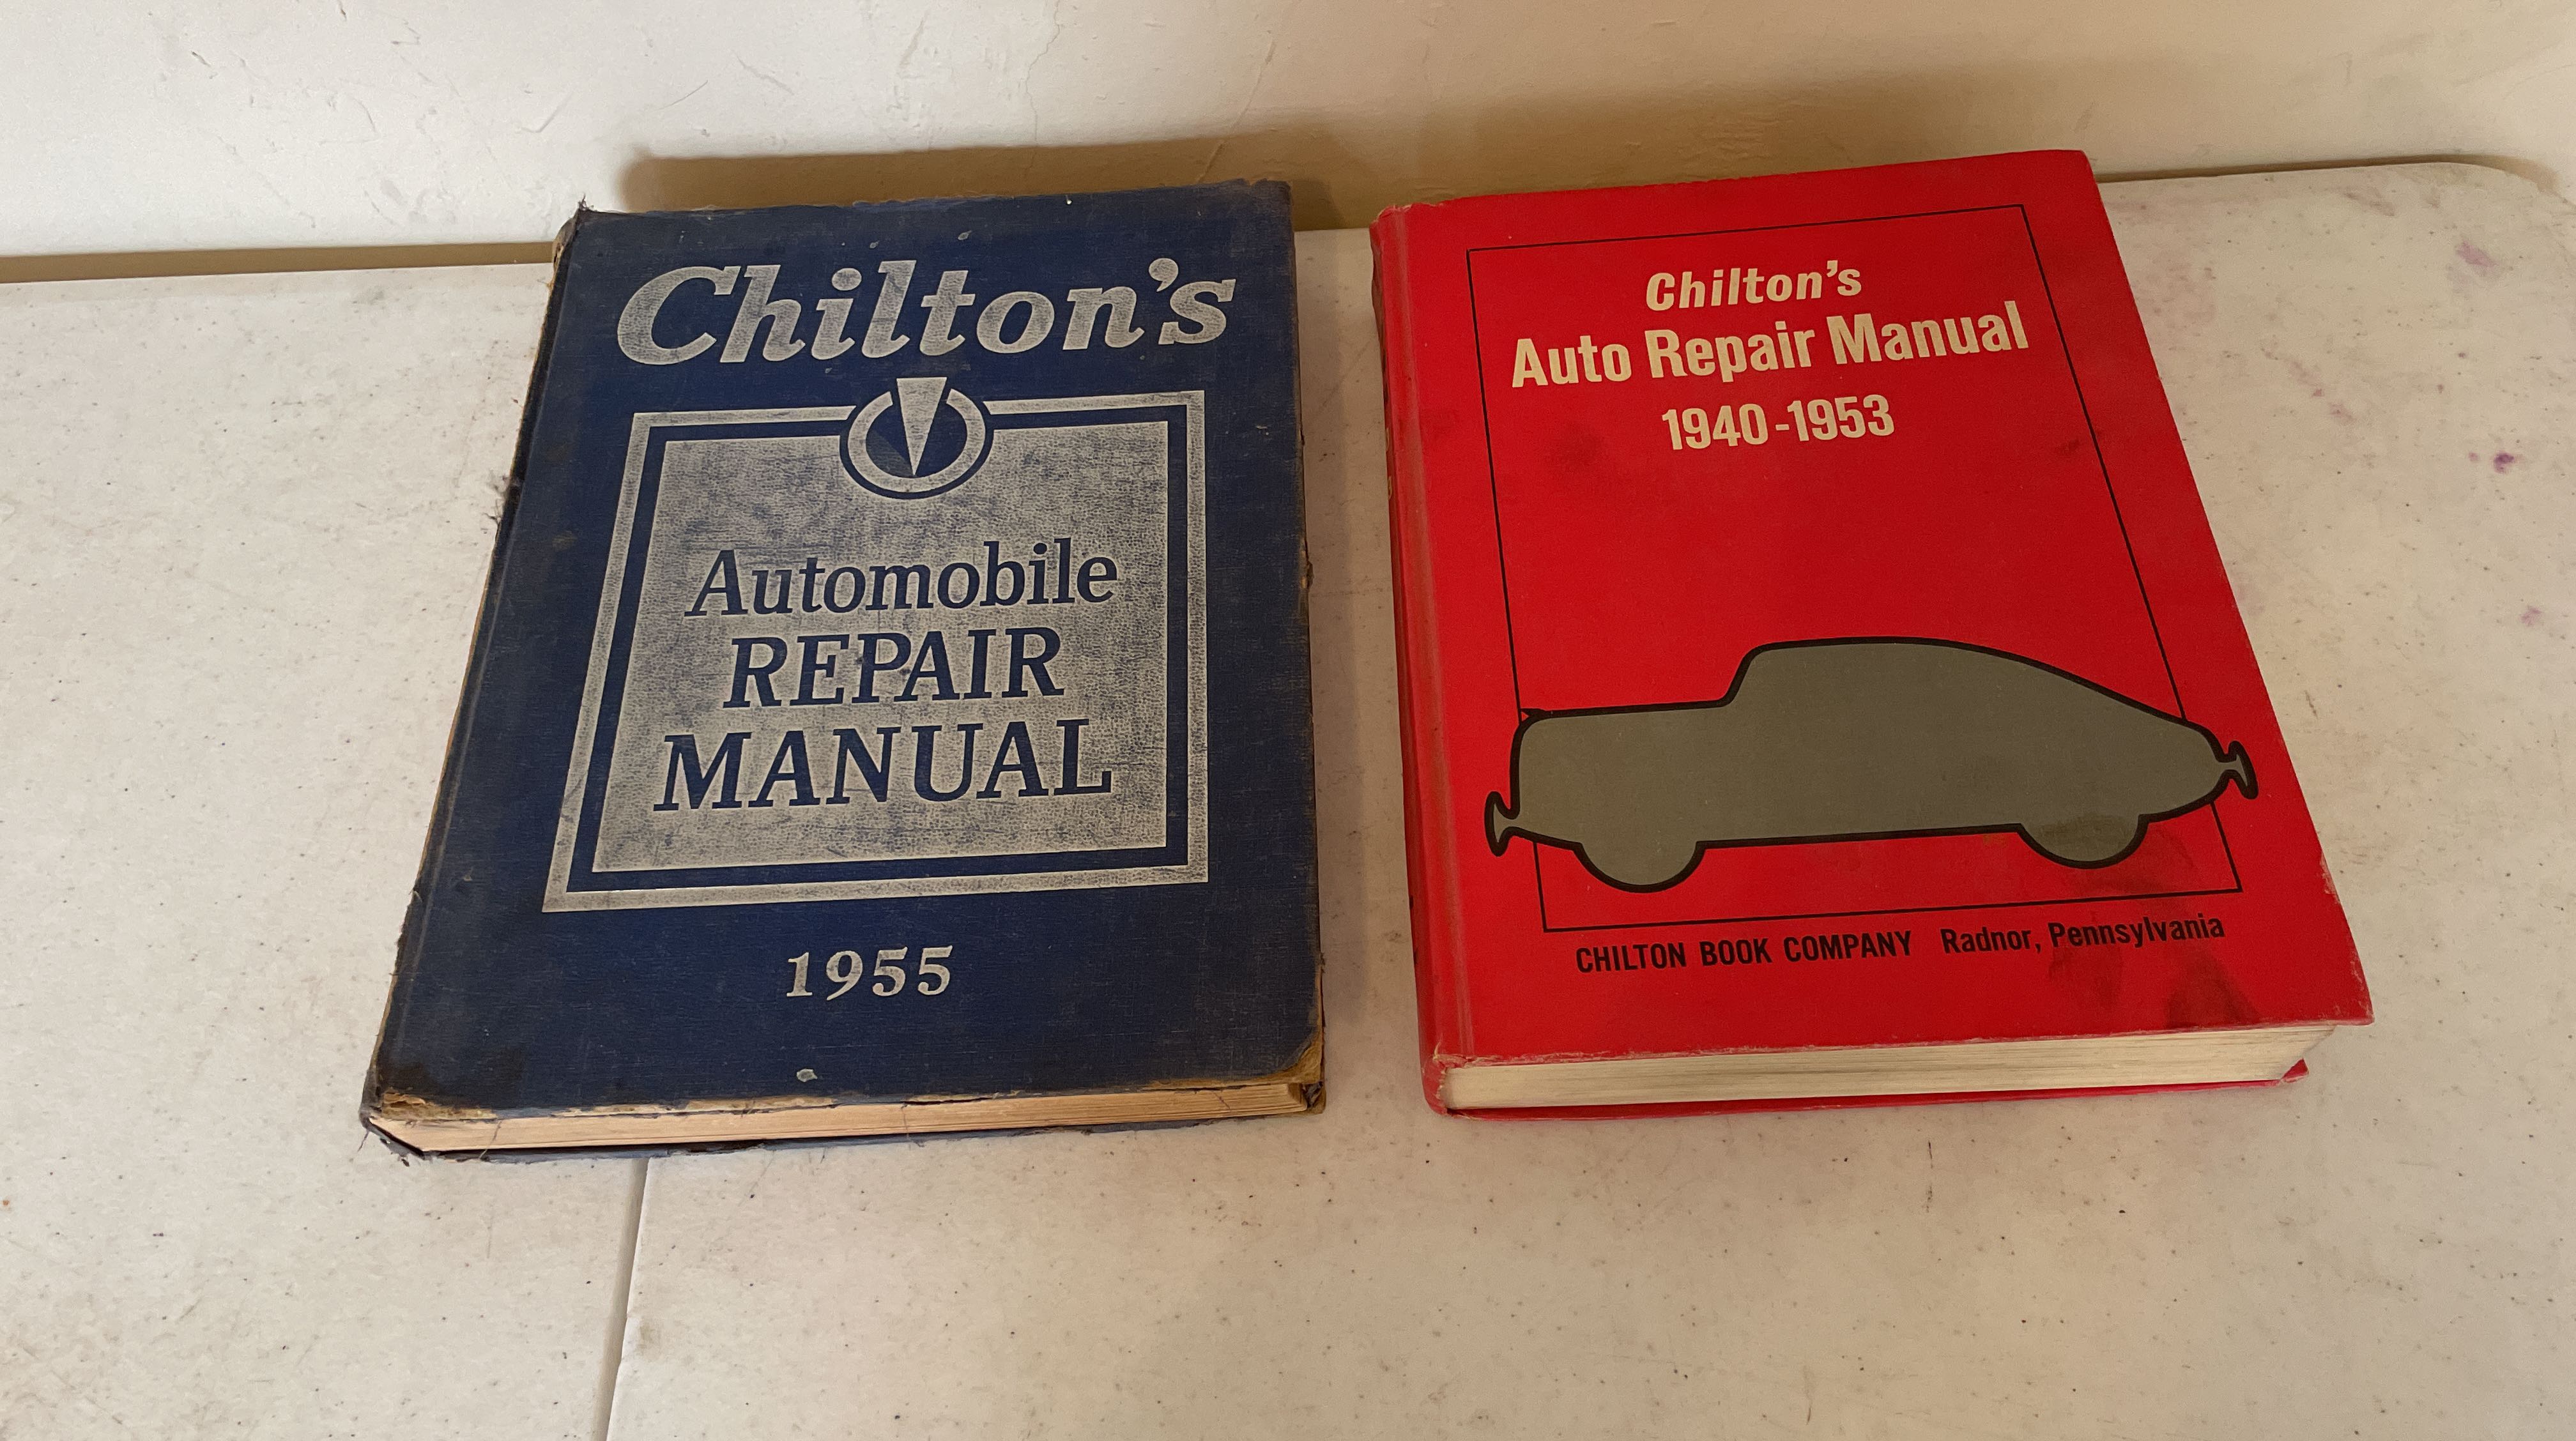 Chilton's
Automobile
REPAIR
MANUAL
1955
Chilton's
Auto Repair Manual
1940-1953
CHILTON BOOK COMPANY Radnor, Pennsylvania